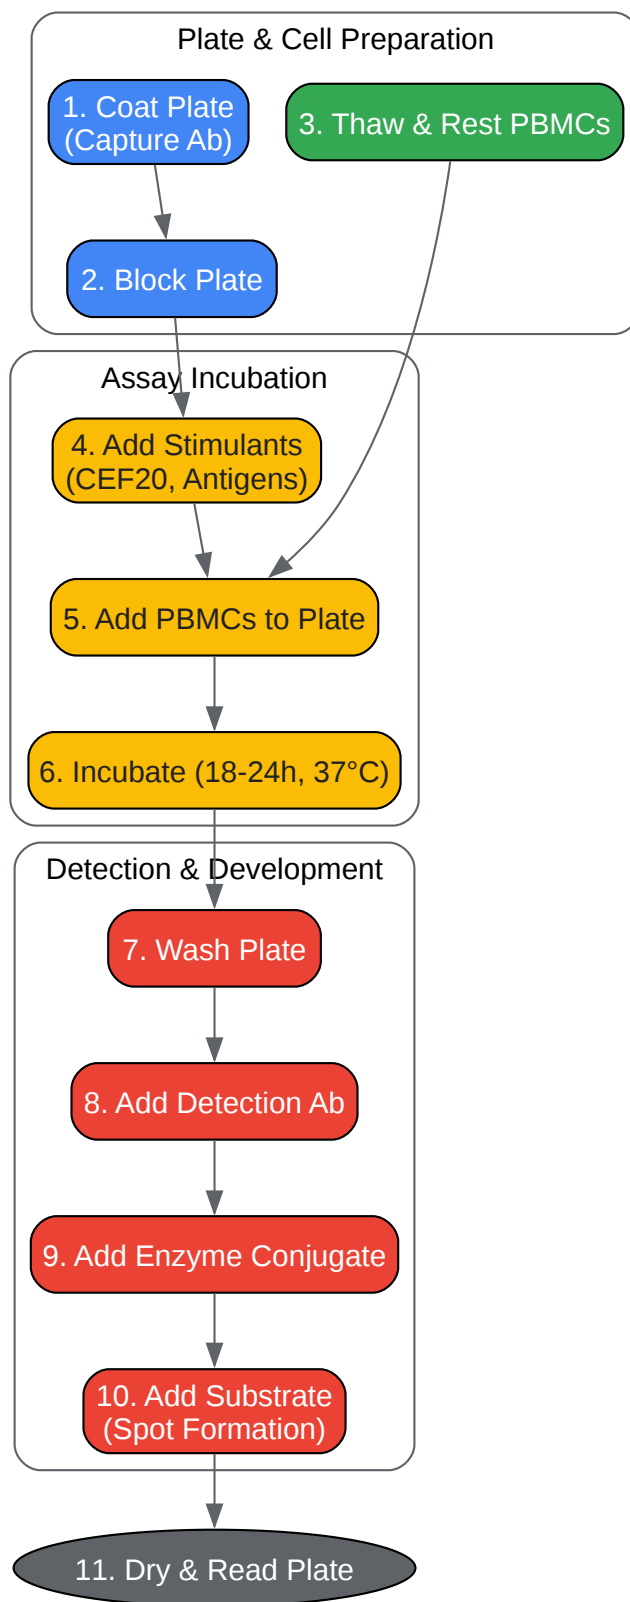 Plate & Cell Preparation
1. Coat Plate
(Capture Ab)
3. Thaw & Rest PBMCs
2. Block Plate
Assay Incubation
4. Add Stimulants
(CEF20, Antigens)
5. Add PBMCs to Plate
6. Incubate (18-24h, 37°C)
Detection & Development
7. Wash Plate
8. Add Detection Ab
9. Add Enzyme Conjugate
10. Add Substrate
(Spot Formation)
11. Dry & Read Plate